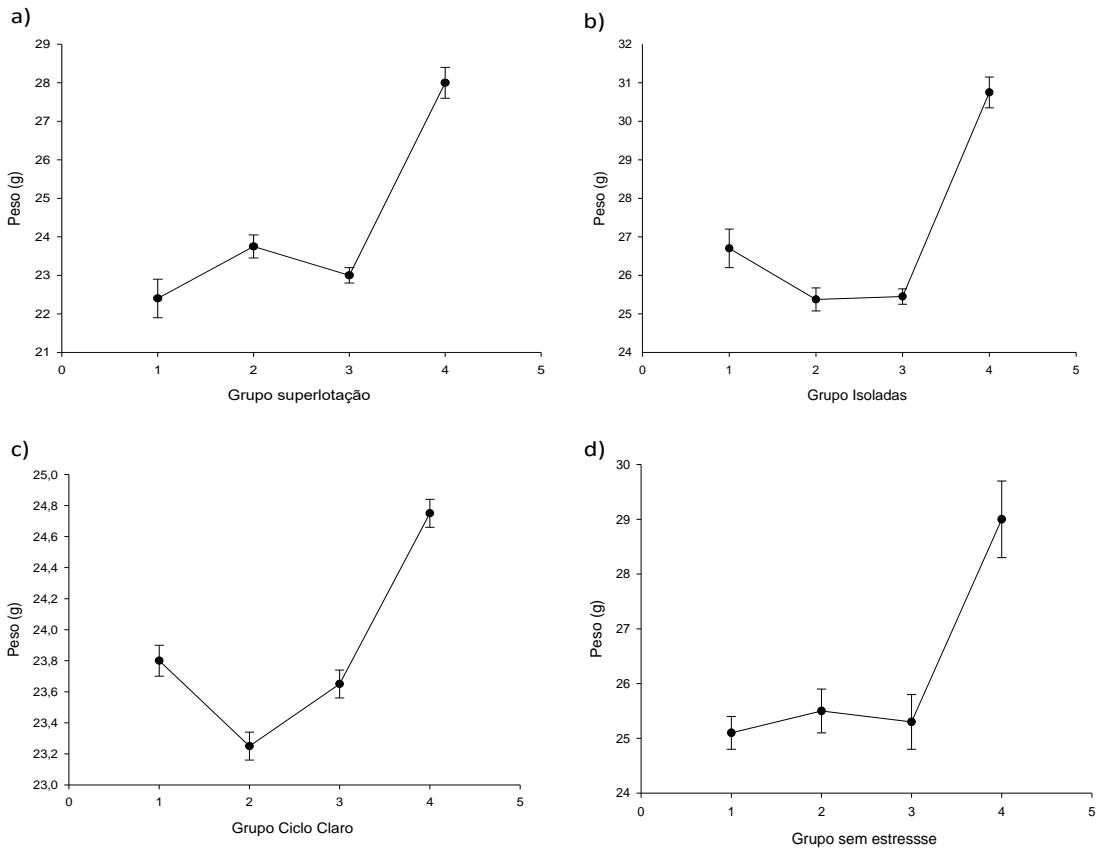 a)
29
28
27
26
25
24
23
22
21
Peso (g)
0 1 2 3 4 5
Grupo superlotação
b)
32
31
30
29
28
27
26
25
24
Peso (g)
0 1 2 3 4 5
Grupo Isoladas
c)
25,0
24,8
24,6
24,4
24,2
24,0
23,8
23,6
23,4
23,2
23,0
Peso (g)
0 1 2 3 4 5
Grupo Ciclo Claro
d)
30
29
28
27
26
25
24
Peso (g)
0 1 2 3 4 5
Grupo sem estressse